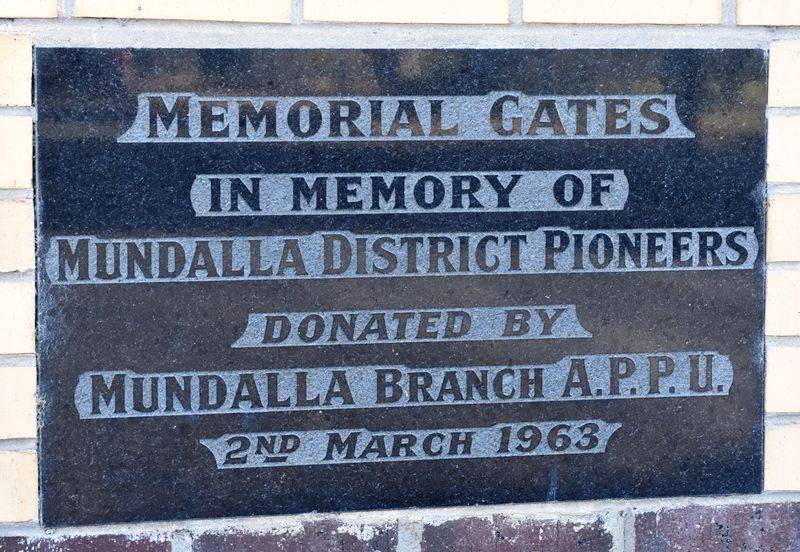 MEMORIAL GATES
IN MEMORY OF
MUNDALLA DISTRICT PIONEERS
DONATED BY
MUNDALLA BRANCH A.P.P.U.
2ND MARCH 1963